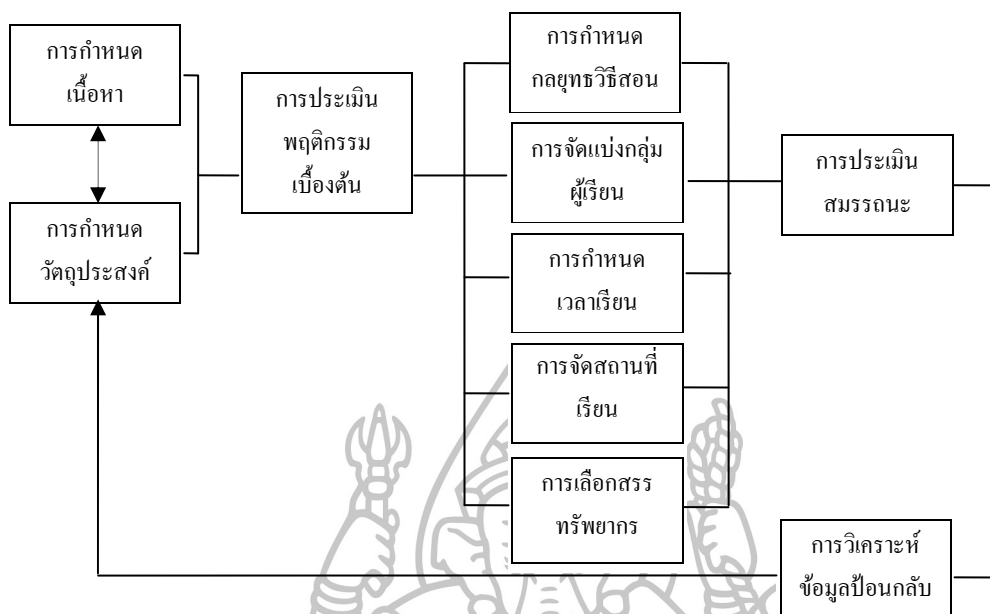 การกำหนด
เนื้อหา
การกำหนด
วัตถุประสงค์
การประเมิน
พฤติกรรม
เบื้องต้น
การกำหนด
กลยุทธวิธีสอน
การจัดแบ่งกลุ่ม
ผู้เรียน
การกำหนด
เวลาเรียน
การจัดสถานที่
เรียน
การเลือกสรร
ทรัพยากร
การประเมิน
สมรรถนะ
การวิเคราะห์
ข้อมูลป้อนกลับ